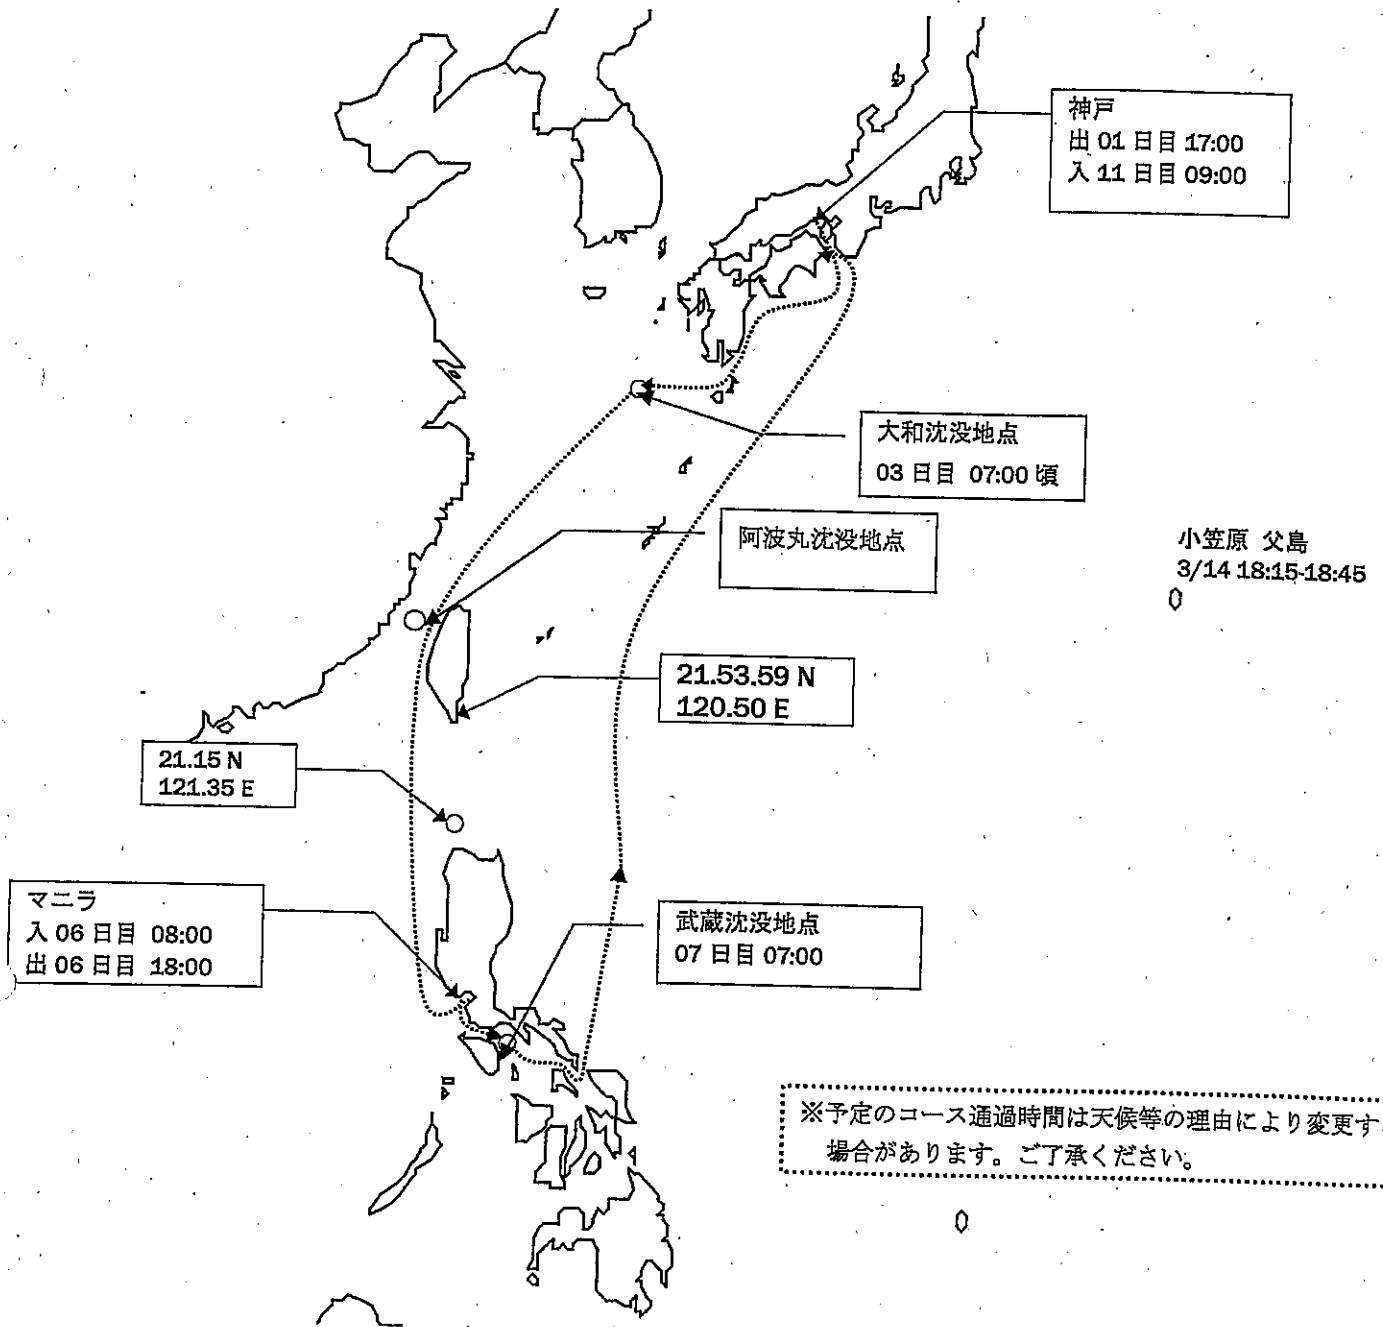 神戸
出 01 日目 17:00
入 11 日目 09:00
大和沈没地点
03 日目 07:00 頃
阿波丸沈没地点
小笠原 父島
3/14 18:15-18:45
21.53.59 N
120.50 E
21.15 N
121.35 E
マニラ
入 06 日目 08:00
出 06 日目 18:00
武蔵沈没地点
07 日目 07:00
※予定のコース通過時間は天候等の理由により変更す
場合があります。ご了承ください。